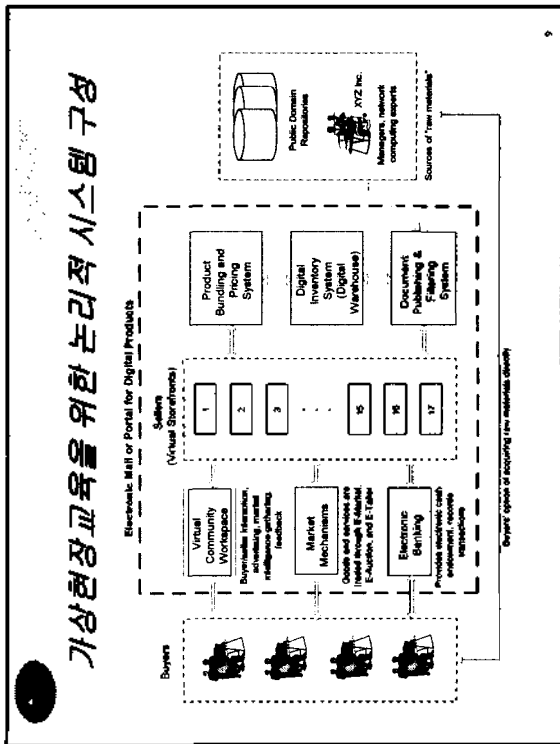 가상현장교육을 위한 논리적 시스템 구성
Electronic Mall or Portal for Digital Products
Buyers
Virtual
Community
Workspace
Buyer/seller interaction,
advertising, market
intelligence gathering,
feedback
Market
Mechanisms
Goods and services are
traded through E-Market,
E-Auction, and E-Tailer
Electronic
Banking
Provides electronic cash
endowment, records
transactions
Sellers
(Virtual Storefronts)
1
2
3
. . .
15
16
17
Product
Bundling and
Pricing
System
Digital
Inventory
System
(Digital
Warehouse)
Document
Publishing &
Filtering
System
Public Domain
Repositories
XYZ Inc.
Managers, network
computing experts
Sources of "raw materials"
Buyers' option of acquiring raw materials directly